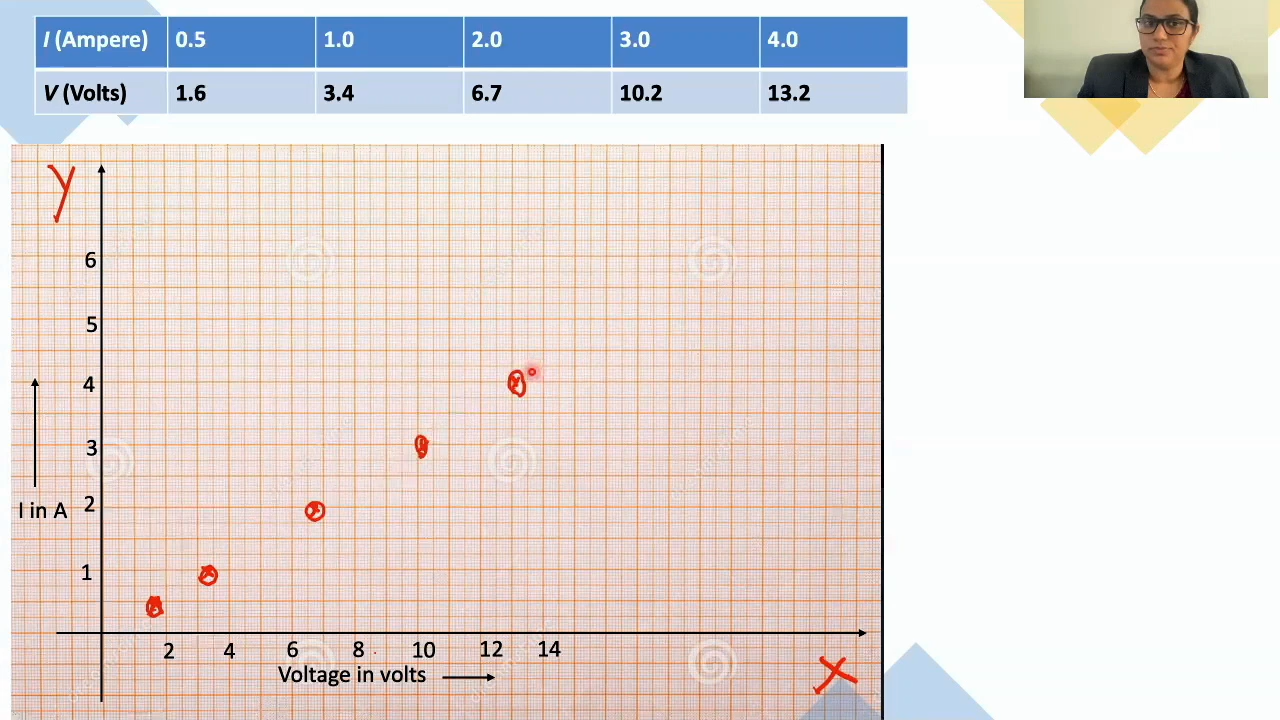 I (Ampere) 0.5 1.0 2.0 3.0 4.0
V (Volts) 1.6 3.4 6.7 10.2 13.2
y
6
5
4
3
I in A 2
1
2 4 6 8 10 12 14
Voltage in volts
x